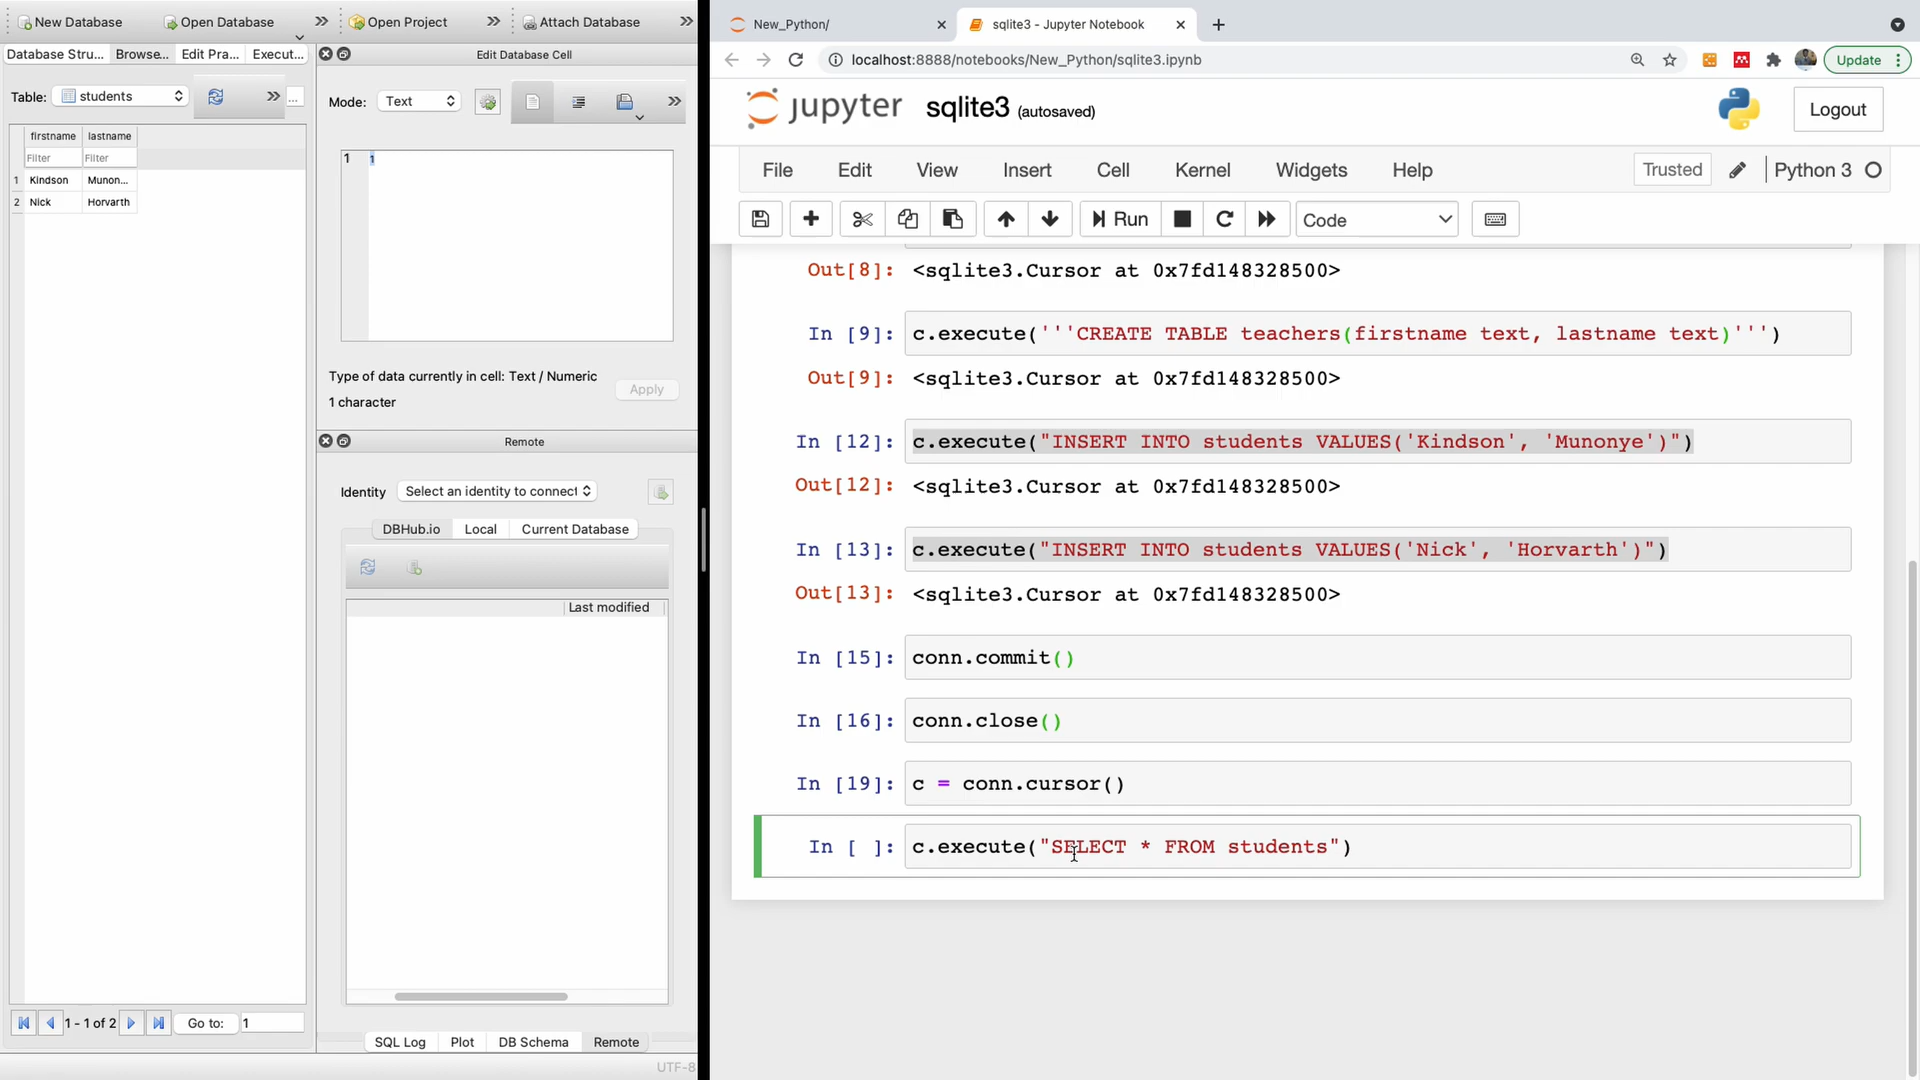 New Database
Open Database
Open Project
Attach Database
Database Stru...
Browse...
Edit Pra...
Execut...
Table:
students
...
firstname
lastname
Filter
Filter
1
Kindson
Munon...
2
Nick
Horvarth
1 - 1 of 2
Go to:
1
Edit Database Cell
Mode:
Text
1
1
Type of data currently in cell: Text / Numeric
1 character
Apply
Remote
Identity
Select an identity to connect
DBHub.io
Local
Current Database
Last modified
SQL Log
Plot
DB Schema
Remote
UTF-8
New_Python/
sqlite3 - Jupyter Notebook
localhost:8888/notebooks/New_Python/sqlite3.ipynb
Update
jupyter
sqlite3 (autosaved)
Logout
File
Edit
View
Insert
Cell
Kernel
Widgets
Help
Trusted
Python 3
Run
Code
Out[8]: <sqlite3.Cursor at 0x7fd148328500>
In [9]: c.execute('''CREATE TABLE teachers(firstname text, lastname text)''')
Out[9]: <sqlite3.Cursor at 0x7fd148328500>
In [12]: c.execute("INSERT INTO students VALUES('Kindson', 'Munonye')")
Out[12]: <sqlite3.Cursor at 0x7fd148328500>
In [13]: c.execute("INSERT INTO students VALUES('Nick', 'Horvarth')")
Out[13]: <sqlite3.Cursor at 0x7fd148328500>
In [15]: conn.commit()
In [16]: conn.close()
In [19]: c = conn.cursor()
In [ ]: c.execute("SELECT * FROM students")